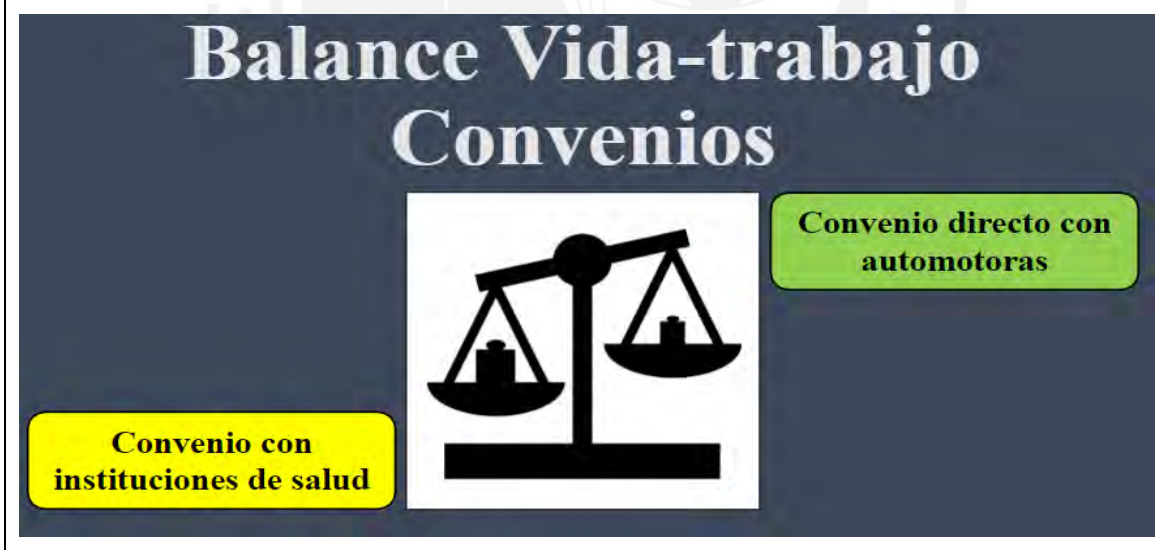 Balance Vida-trabajo
Convenios
Convenio directo con
automotoras
Convenio con
instituciones de salud